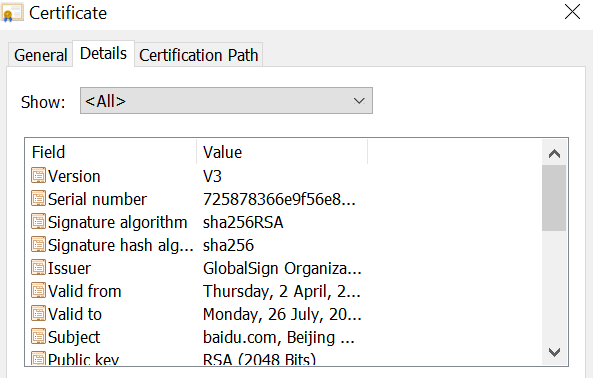 Certificate
General Details Certification Path
Show: <All>
Field Value
Version V3
Serial number 725878366e9f56e8...
Signature algorithm sha256RSA
Signature hash alg... sha256
Issuer GlobalSign Organiza...
Valid from Thursday, 2 April, 2...
Valid to Monday, 26 July, 20...
Subject baidu.com, Beijing ...
Public key RSA (2048 Bits)